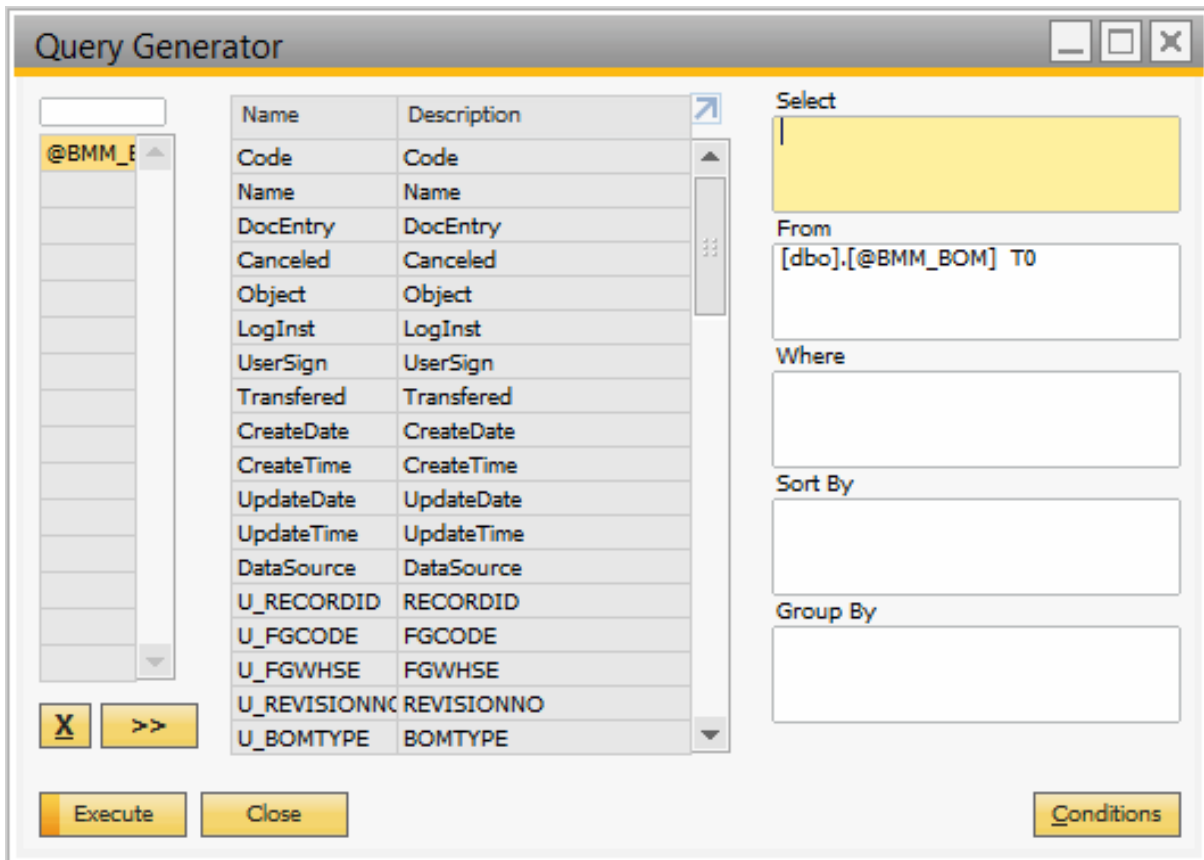 Query Generator
@BMM_B
Name Description
Code Code
Name Name
DocEntry DocEntry
Canceled Canceled
Object Object
LogInst LogInst
UserSign UserSign
Transfered Transfered
CreateDate CreateDate
CreateTime CreateTime
UpdateDate UpdateDate
UpdateTime UpdateTime
DataSource DataSource
U_RECORDID RECORDID
U_FGCODE FGCODE
U_FGWHSE FGWHSE
U_REVISIONNO REVISIONNO
U_BOMTYPE BOMTYPE
X >>
Execute Close
Select
From
[dbo].[@BMM_BOM] T0
Where
Sort By
Group By
Conditions